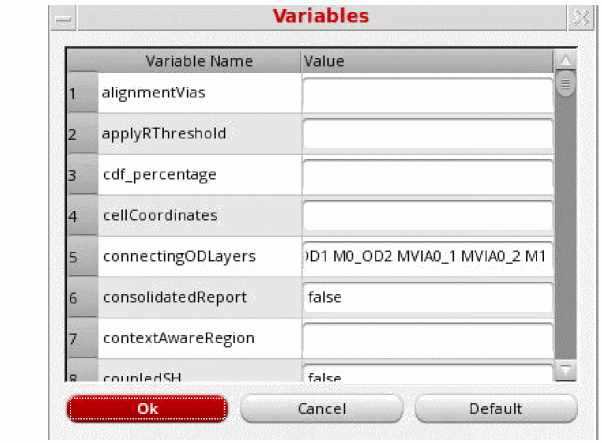 Variables
Variable Name Value
1 alignmentVias
2 applyRThreshold
3 cdf_percentage
4 cellCoordinates
5 connectingODLayers M0_OD2 MVIA0_1 MVIA0_2 M1
6 consolidatedReport false
7 contextAwareRegion
8 coupledSH false
Ok Cancel Default